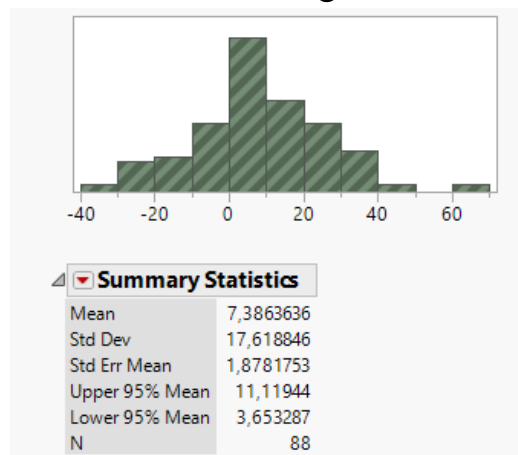 -40 -20 0 20 40 60
Summary Statistics
Mean 7,3863636
Std Dev 17,618846
Std Err Mean 1,8781753
Upper 95% Mean 11,11944
Lower 95% Mean 3,653287
N 88